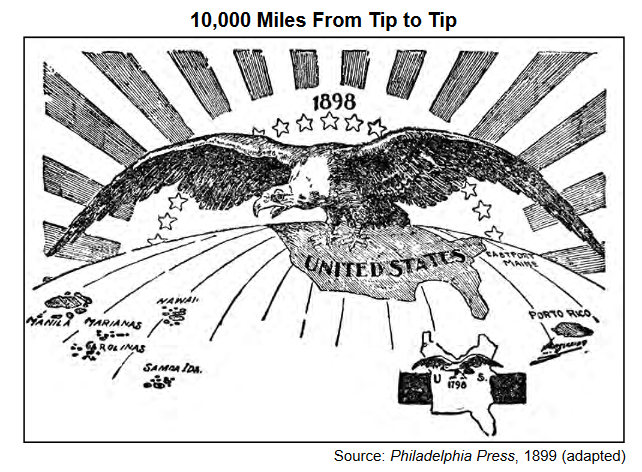 10,000 Miles From Tip to Tip
1898
UNITED STATES
EASTPORT
MAINE
HAWAII
MANILA
MARIANAS
CAROLINAS
SAMOA IDS.
PORTO RICO
U S.
1798
Source: Philadelphia Press, 1899 (adapted)